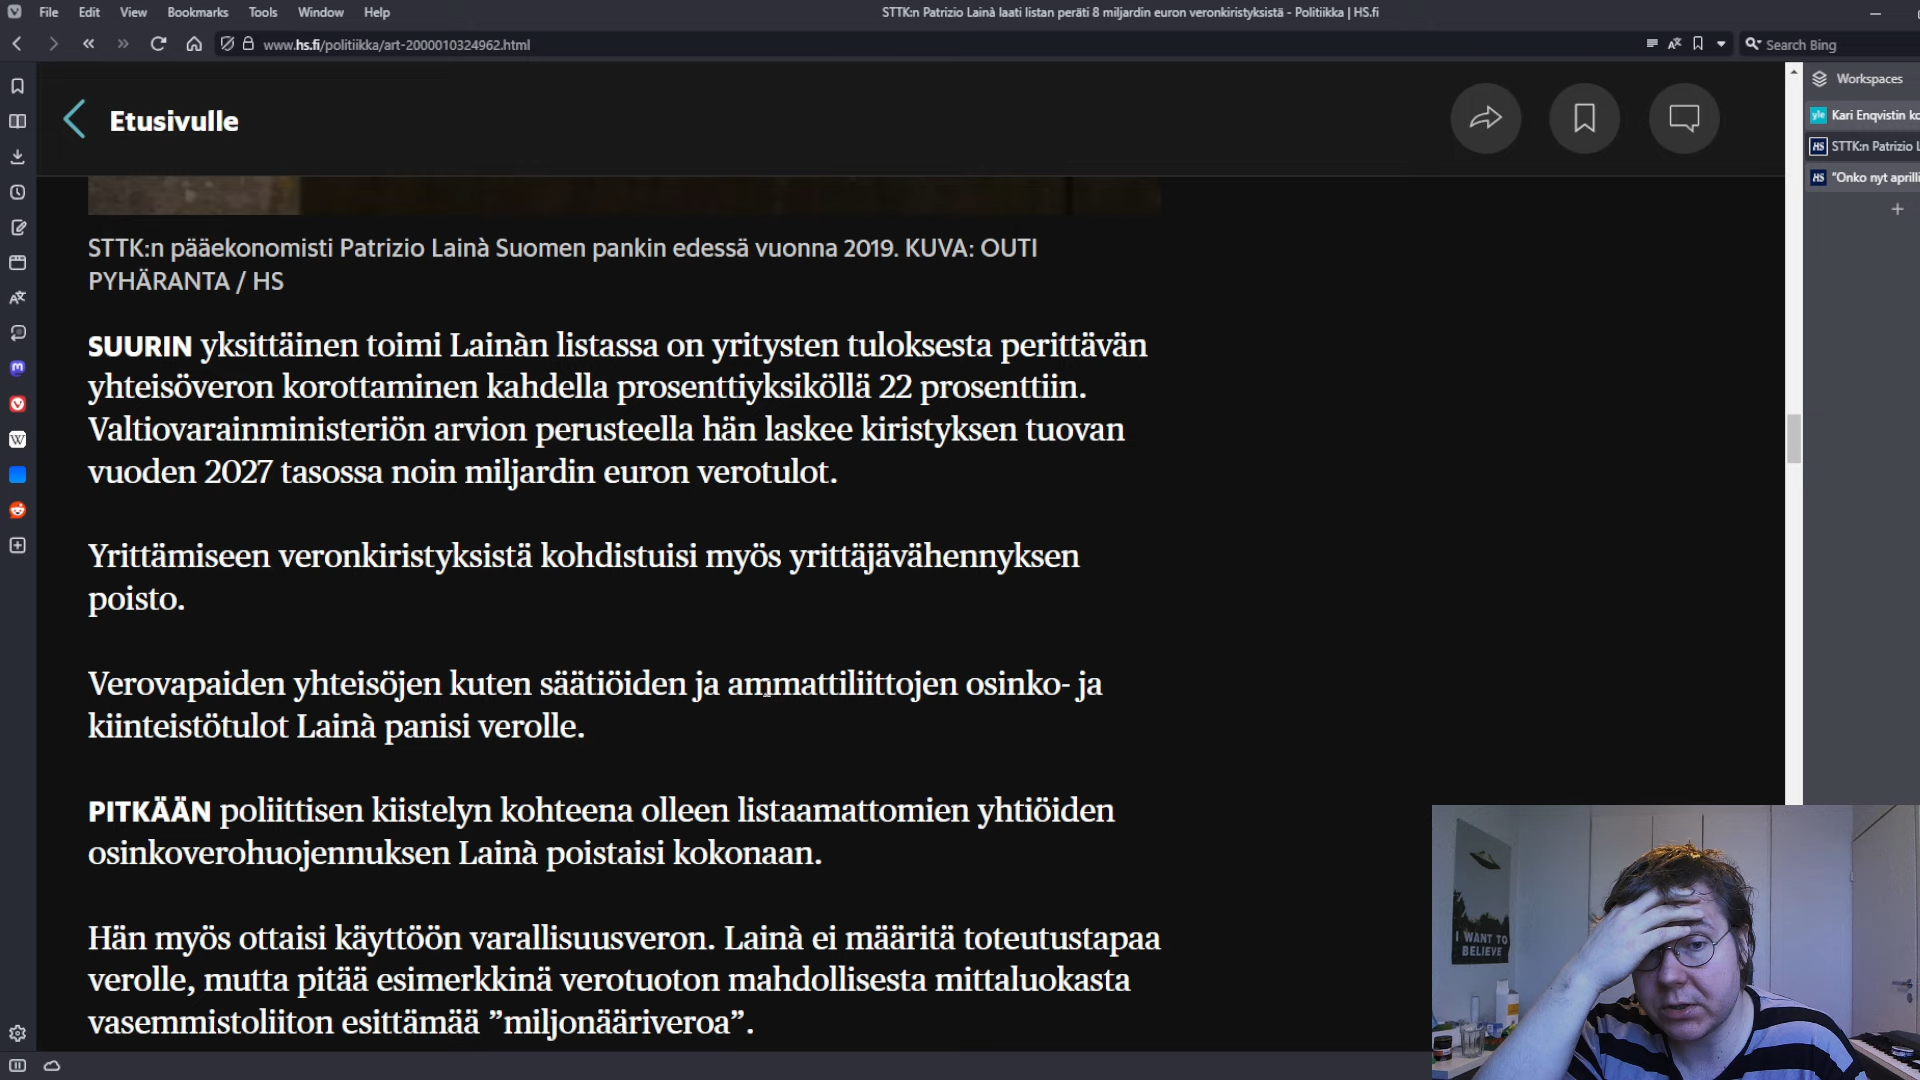 File Edit View Bookmarks Tools Window Help
STTK:n Patrizio Lainà laati listan peräti 8 miljardin euron veronkiristyksistä - Politiikka | HS.fi
www.hs.fi/politiikka/art-2000010324962.html
Search Bing
Workspaces
Etusivulle
yle Kari Enqvistin ko
HS STTK:n Patrizio L
HS "Onko nyt aprilli
STTK:n pääekonomisti Patrizio Lainà Suomen pankin edessä vuonna 2019. KUVA: OUTI
PYHÄRANTA / HS
SUURIN yksittäinen toimi Lainàn listassa on yritysten tuloksesta perittävän
yhteisöveron korottaminen kahdella prosenttiyksiköllä 22 prosenttiin.
Valtiovarainministeriön arvion perusteella hän laskee kiristyksen tuovan
vuoden 2027 tasossa noin miljardin euron verotulot.
Yrittämiseen veronkiristyksistä kohdistuisi myös yrittäjävähennyksen
poisto.
Verovapaiden yhteisöjen kuten säätiöiden ja ammattiliittojen osinko- ja
kiinteistötulot Lainà panisi verolle.
PITKÄÄN poliittisen kiistelyn kohteena olleen listaamattomien yhtiöiden
osinkoverohuojennuksen Lainà poistaisi kokonaan.
Hän myös ottaisi käyttöön varallisuusveron. Lainà ei määritä toteutustapaa
verolle, mutta pitää esimerkkinä verotuoton mahdollisesta mittaluokasta
vasemmistoliiton esittämää ”miljonääriveroa”.
I WANT TO
BELIEVE